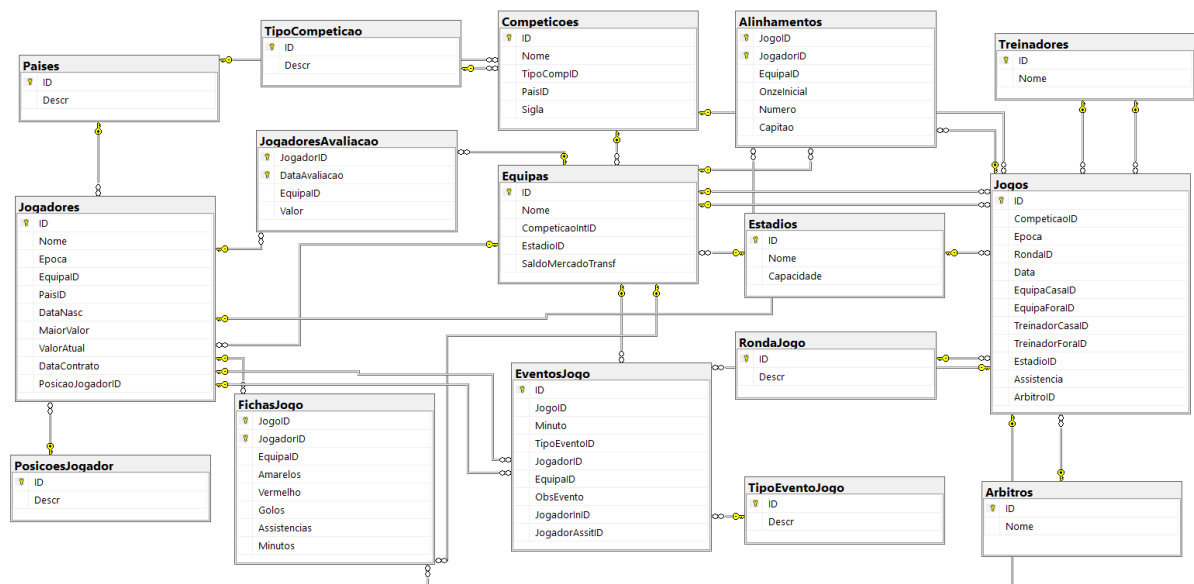 Paises
ID
Descr
TipoCompeticao
ID
Descr
Competicoes
ID
Nome
TipoCompID
PaisID
Sigla
Alinhamentos
JogoID
JogadorID
EquipaID
OnzeInicial
Numero
Capitao
Treinadores
ID
Nome
JogadoresAvaliacao
JogadorID
DataAvaliacao
EquipaID
Valor
Equipas
ID
Nome
CompeticaoIntID
EstadioID
SaldoMercadoTransf
Jogos
ID
CompeticaoID
Epoca
RondaID
Data
EquipaCasaID
EquipaForaID
TreinadorCasaID
TreinadorForaID
EstadioID
Assistencia
ArbitroID
Jogadores
ID
Nome
Epoca
EquipaID
PaisID
DataNasc
MaiorValor
ValorAtual
DataContrato
PosicaoJogadorID
Estadios
ID
Nome
Capacidade
RondaJogo
ID
Descr
EventosJogo
ID
JogoID
Minuto
TipoEventoID
JogadorID
EquipaID
ObsEvento
JogadorInID
JogadorAssitID
FichasJogo
JogoID
JogadorID
EquipaID
Amarelos
Vermelho
Golos
Assistencias
Minutos
PosicoesJogador
ID
Descr
TipoEventoJogo
ID
Descr
Arbitros
ID
Nome